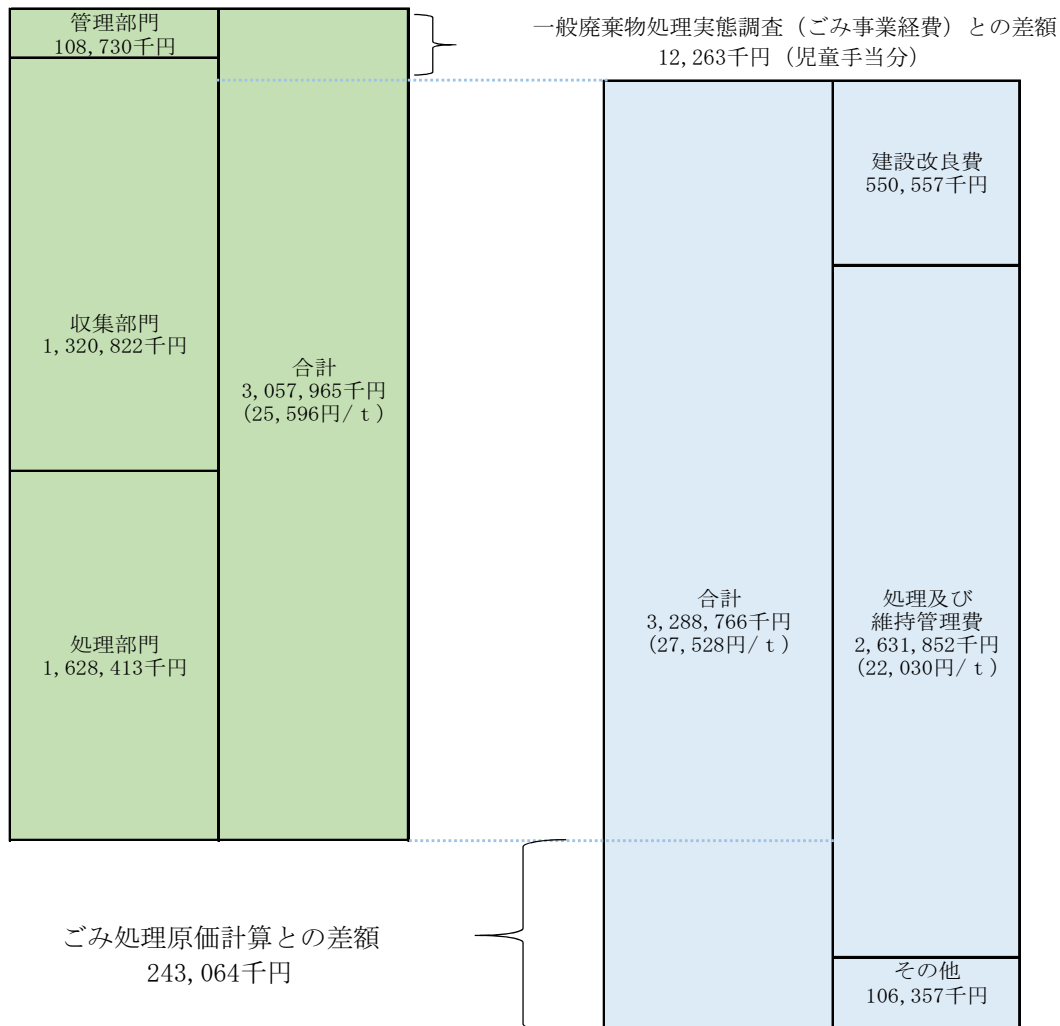 管理部門
108,730千円
一般廃棄物処理実態調査（ごみ事業経費）との差額
12,263千円（児童手当分）
建設改良費
550,557千円
収集部門
1,320,822千円
合計
3,057,965千円
(25,596円/ｔ)
処理部門
1,628,413千円
合計
3,288,766千円
(27,528円/ｔ)
処理及び
維持管理費
2,631,852千円
(22,030円/ｔ)
ごみ処理原価計算との差額
243,064千円
その他
106,357千円